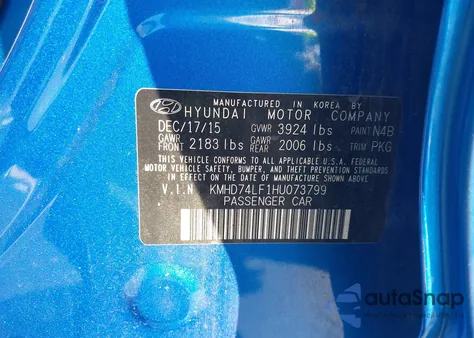 MANUFACTURED IN KOREA BY
HYUNDAI MOTOR COMPANY
DEC/17/15 GVWR 3924 lbs PAINT N4B
GAWR FRONT 2183 lbs GAWR REAR 2006 lbs TRIM PKG
THIS VEHICLE CONFORMS TO ALL APPLICABLE U.S.A. FEDERAL
MOTOR VEHICLE SAFETY, BUMPER, AND THEFT PREVENTION
STANDARDS IN EFFECT ON THE DATE OF MANUFACTURE SHOWN ABOVE.
V.I.N KMHD74LF1HU073799
PASSENGER CAR
autoSnap